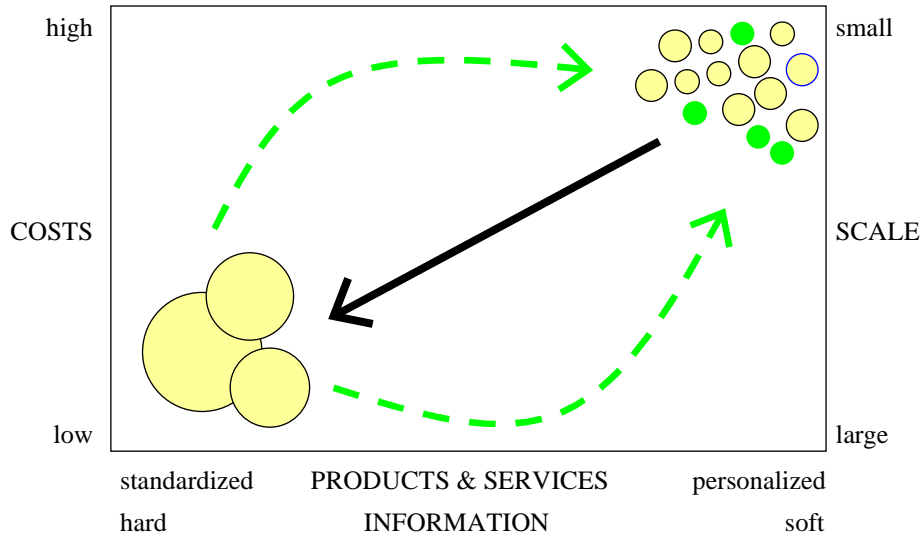 high small
COSTS SCALE
low large
standardized PRODUCTS & SERVICES personalized
hard INFORMATION soft